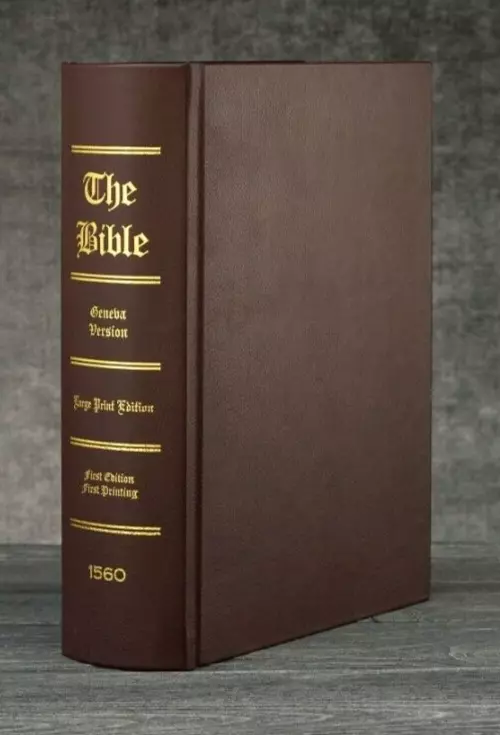 The
Bible
Geneva
Version
Large Print Edition
First Edition
First Printing
1560